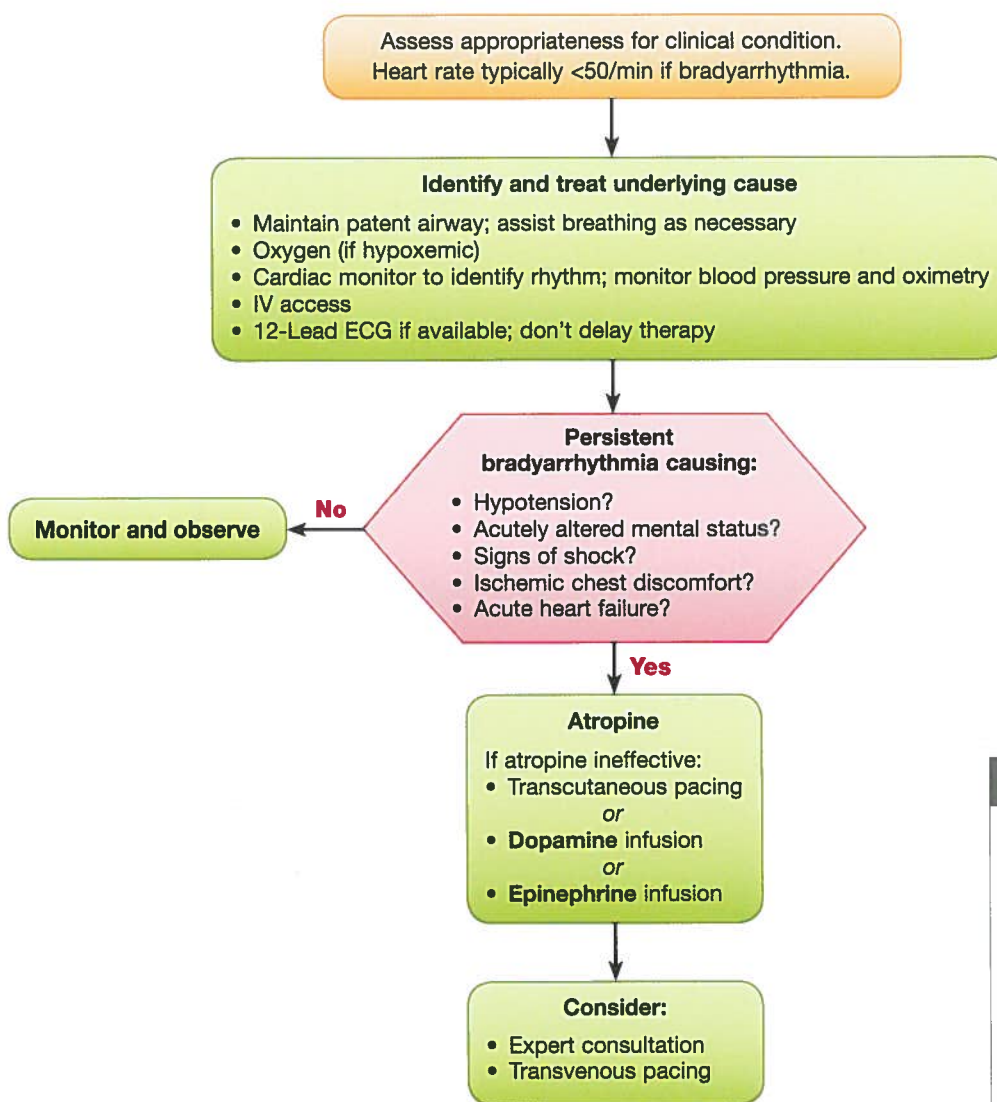 Assess appropriateness for clinical condition.
Heart rate typically <50/min if bradyarrhythmia.
Identify and treat underlying cause
• Maintain patent airway; assist breathing as necessary
• Oxygen (if hypoxemic)
• Cardiac monitor to identify rhythm; monitor blood pressure and oximetry
• IV access
• 12-Lead ECG if available; don't delay therapy
Persistent
bradyarrhythmia causing:
• Hypotension?
• Acutely altered mental status?
• Signs of shock?
• Ischemic chest discomfort?
• Acute heart failure?
No
Monitor and observe
Yes
Atropine
If atropine ineffective:
• Transcutaneous pacing
or
• Dopamine infusion
or
• Epinephrine infusion
Consider:
• Expert consultation
• Transvenous pacing